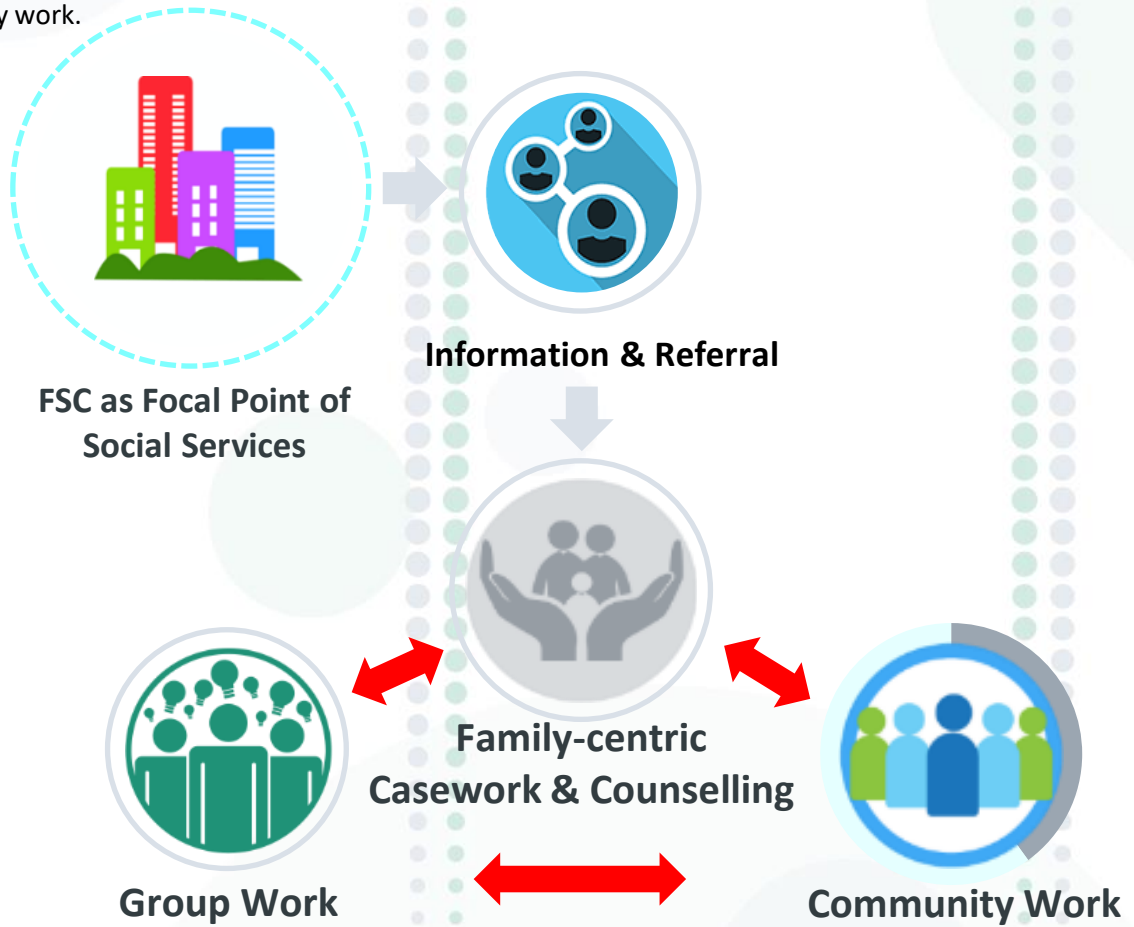 work.
FSC as Focal Point of
Social Services
Information & Referral
Family-centric
Casework & Counselling
Group Work
Community Work